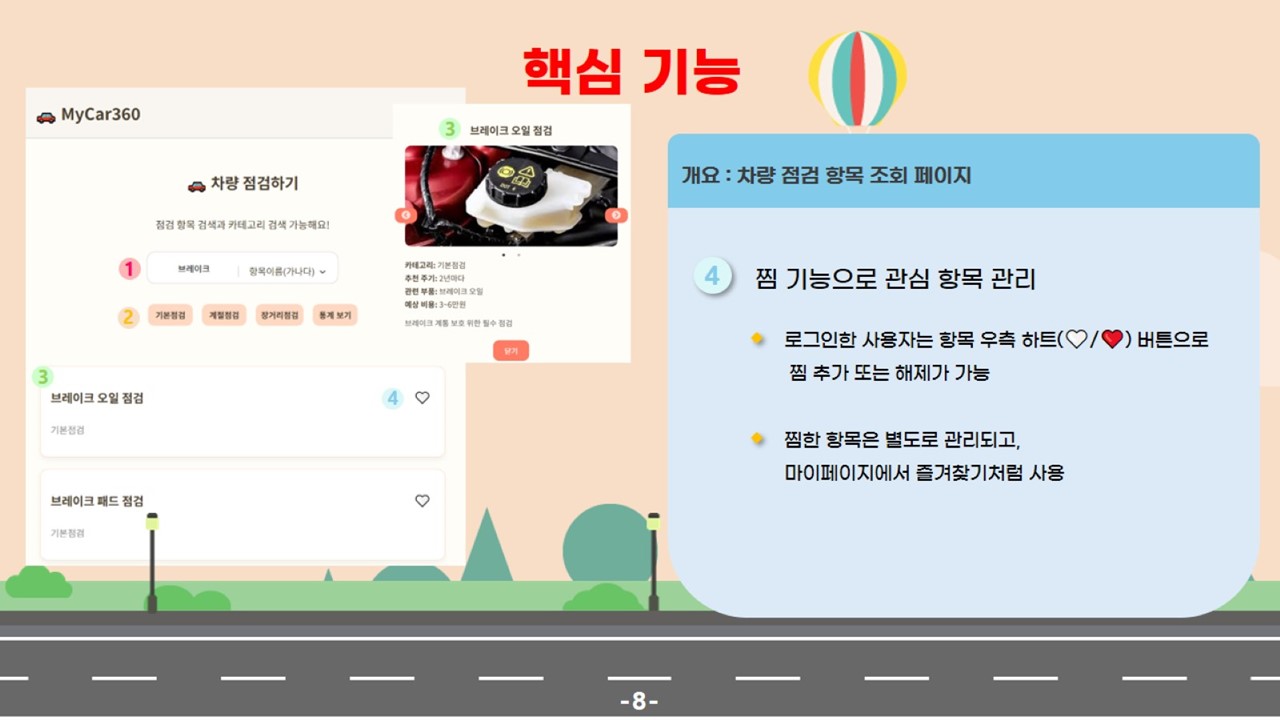 핵심 기능
MyCar360
차량 점검하기
점검 항목 검색과 카테고리 검색 가능해요!
1 브레이크 항목이름(가나다)
2 기본점검 계절점검 장거리점검 통계 보기
3
브레이크 오일 점검 4
기본점검
브레이크 패드 점검
기본점검
3 브레이크 오일 점검
카테고리: 기본점검
추천 주기: 2년마다
관련 부품: 브레이크 오일
예상 비용: 3~6만원
브레이크 계통 보호 위한 필수 점검
닫기
개요 : 차량 점검 항목 조회 페이지
4 찜 기능으로 관심 항목 관리
로그인한 사용자는 항목 우측 하트(🤍/❤️) 버튼으로
찜 추가 또는 해제가 가능
찜한 항목은 별도로 관리되고,
마이페이지에서 즐겨찾기처럼 사용
-8-